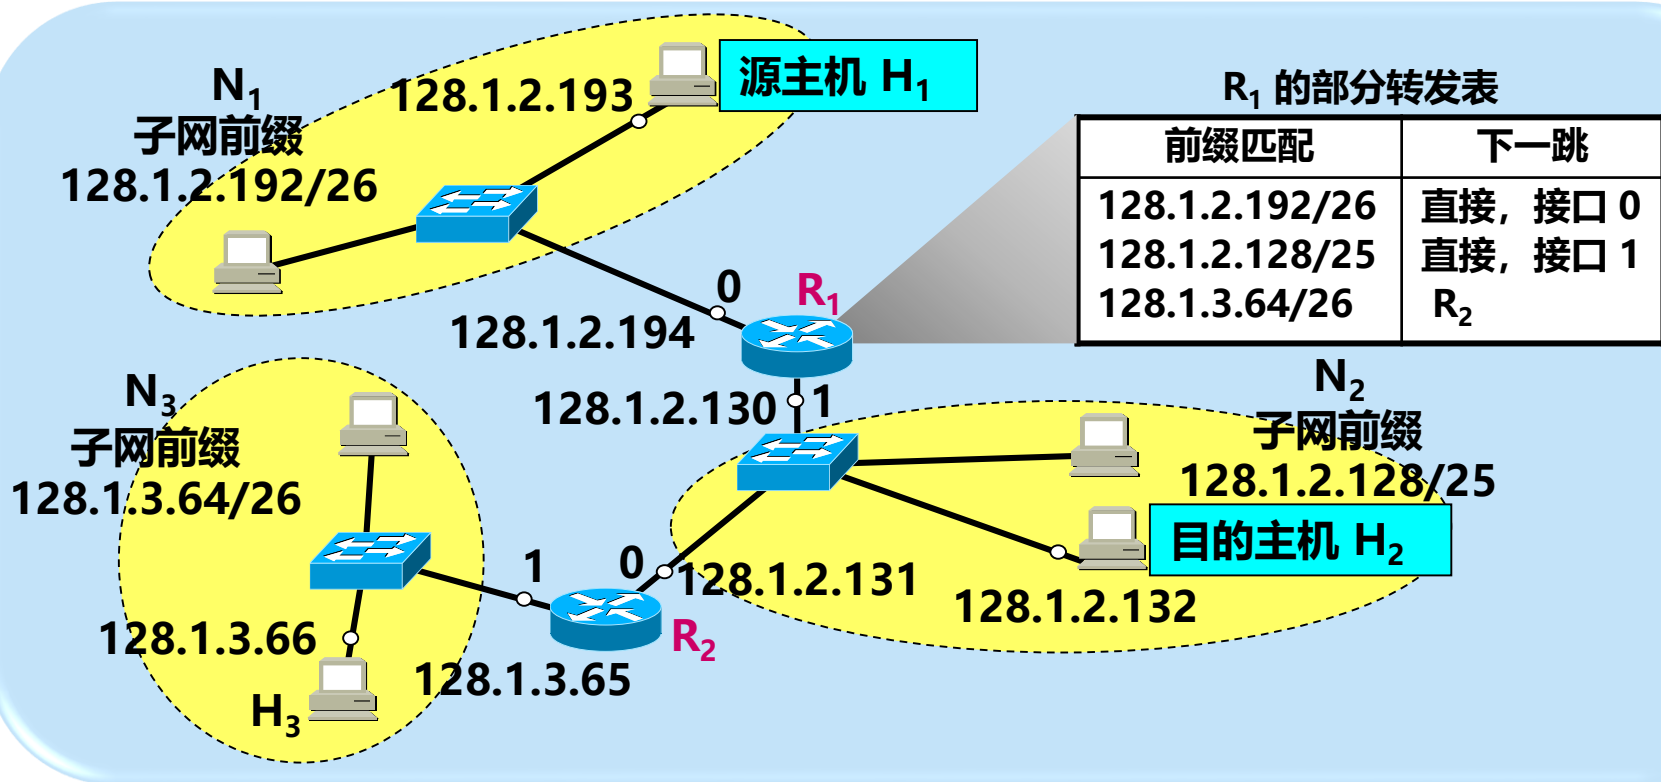 N₁
子网前缀
128.1.2.192/26
128.1.2.193
源主机 H₁
R₁ 的部分转发表
前缀匹配 下一跳
128.1.2.192/26 直接，接口 0
128.1.2.128/25 直接，接口 1
128.1.3.64/26 R₂
0
R₁
128.1.2.194
128.1.2.130
1
N₂
子网前缀
128.1.2.128/25
目的主机 H₂
128.1.2.132
N₃
子网前缀
128.1.3.64/26
1
0
128.1.2.131
R₂
128.1.3.66
128.1.3.65
H₃